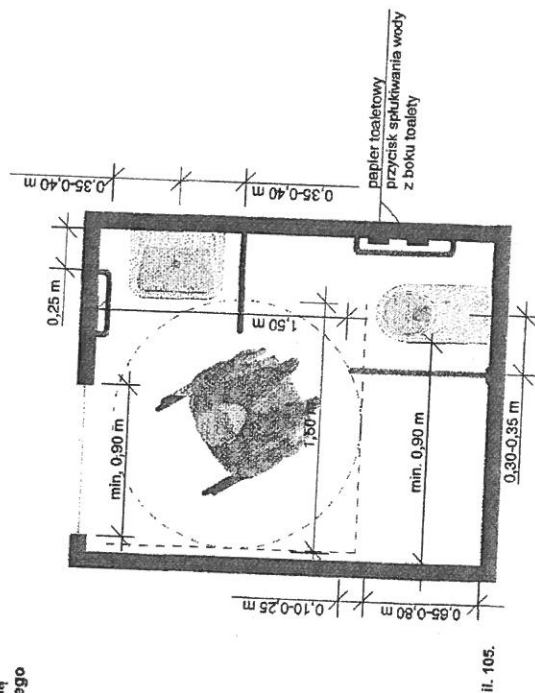 ą
ego
0,25 m
0,35-0,40 m
0,35-0,40 m
min. 0,90 m
1,50 m
1,50 m
papier toaletowy
przycisk spłukiwania wody
z boku toalety
min. 0,90 m
0,30-0,35 m
0,10-0,25 m
0,65-0,80 m
il. 105.